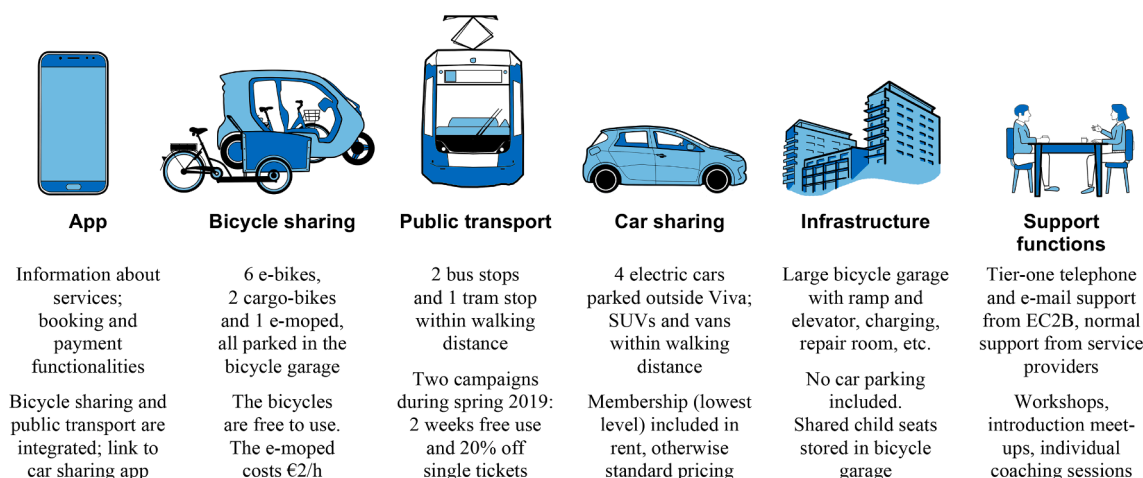 App
Information about
services;
booking and
payment
functionalities
Bicycle sharing and
public transport are
integrated; link to
car sharing app
Bicycle sharing
6 e-bikes,
2 cargo-bikes
and 1 e-moped,
all parked in the
bicycle garage
The bicycles
are free to use.
The e-moped
costs €2/h
Public transport
2 bus stops
and 1 tram stop
within walking
distance
Two campaigns
during spring 2019:
2 weeks free use
and 20% off
single tickets
Car sharing
4 electric cars
parked outside Viva;
SUVs and vans
within walking
distance
Membership (lowest
level) included in
rent, otherwise
standard pricing
Infrastructure
Large bicycle garage
with ramp and
elevator, charging,
repair room, etc.
No car parking
included.
Shared child seats
stored in bicycle
garage
Support
functions
Tier-one telephone
and e-mail support
from EC2B, normal
support from service
providers
Workshops,
introduction meet-
ups, individual
coaching sessions